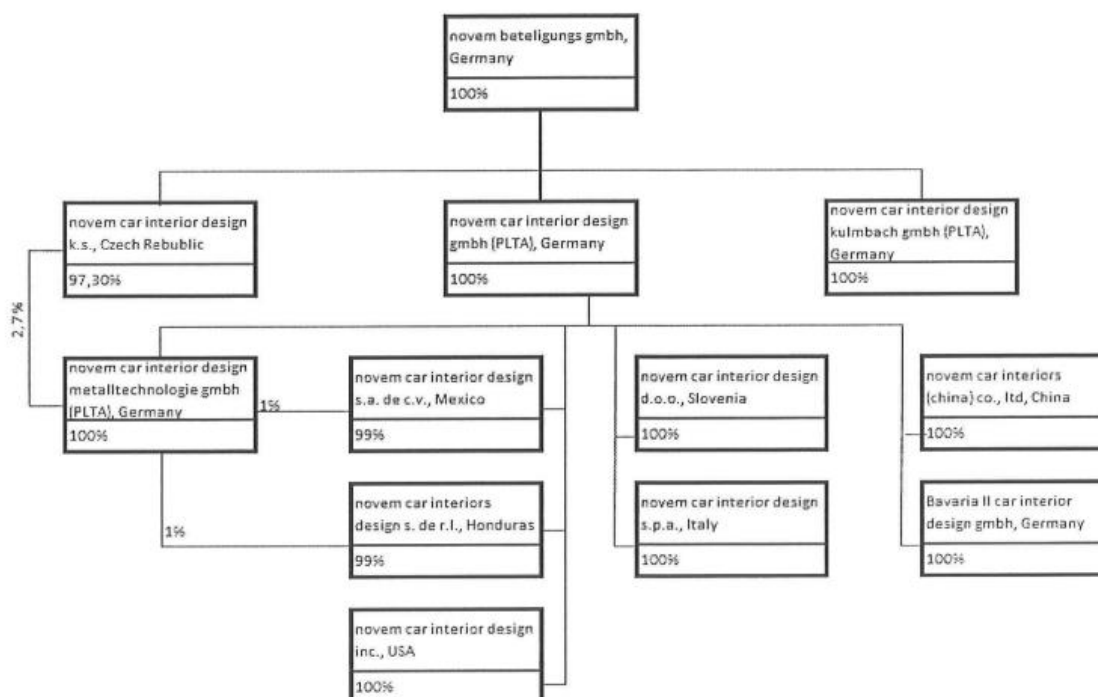 novem beteligungs gmbh,
Germany
100%
novem car interior design
k.s., Czech Rebublic
97,30%
novem car interior design
gmbh (PLTA), Germany
100%
novem car interior design
kulmbach gmbh (PLTA),
Germany
100%
2,7%
novem car interior design
metalltechnologie gmbh
(PLTA), Germany
100%
1%
novem car interior design
s.a. de c.v., Mexico
99%
novem car interior design
d.o.o., Slovenia
100%
novem car interiors
(china) co., ltd, China
100%
1%
novem car interiors
design s. de r.l., Honduras
99%
novem car interior design
s.p.a., Italy
100%
Bavaria II car interior
design gmbh, Germany
100%
novem car interior design
inc., USA
100%